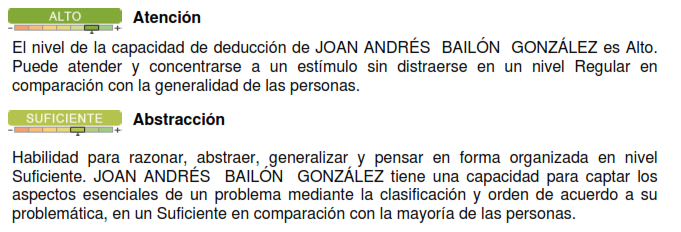 ALTO Atención
- +
El nivel de la capacidad de deducción de JOAN ANDRÉS BAILÓN GONZÁLEZ es Alto.
Puede atender y concentrarse a un estímulo sin distraerse en un nivel Regular en
comparación con la generalidad de las personas.
SUFICIENTE Abstracción
- +
Habilidad para razonar, abstraer, generalizar y pensar en forma organizada en nivel
Suficiente. JOAN ANDRÉS BAILÓN GONZÁLEZ tiene una capacidad para captar los
aspectos esenciales de un problema mediante la clasificación y orden de acuerdo a su
problemática, en un Suficiente en comparación con la mayoría de las personas.